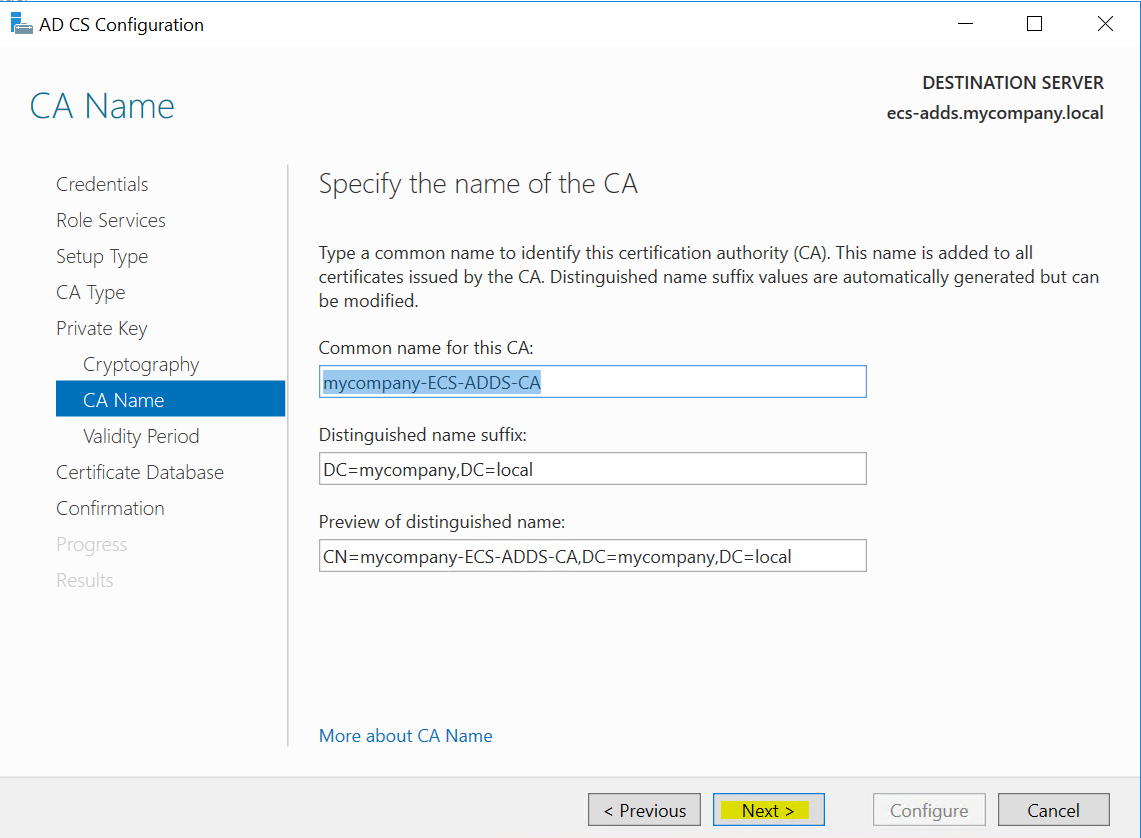 AD CS Configuration
CA Name
DESTINATION SERVER
ecs-adds.mycompany.local
Credentials
Role Services
Setup Type
CA Type
Private Key
Cryptography
CA Name
Validity Period
Certificate Database
Confirmation
Progress
Results
Specify the name of the CA
Type a common name to identify this certification authority (CA). This name is added to all
certificates issued by the CA. Distinguished name suffix values are automatically generated but can
be modified.
Common name for this CA:
mycompany-ECS-ADDS-CA
Distinguished name suffix:
DC=mycompany,DC=local
Preview of distinguished name:
CN=mycompany-ECS-ADDS-CA,DC=mycompany,DC=local
More about CA Name
< Previous
Next >
Configure
Cancel